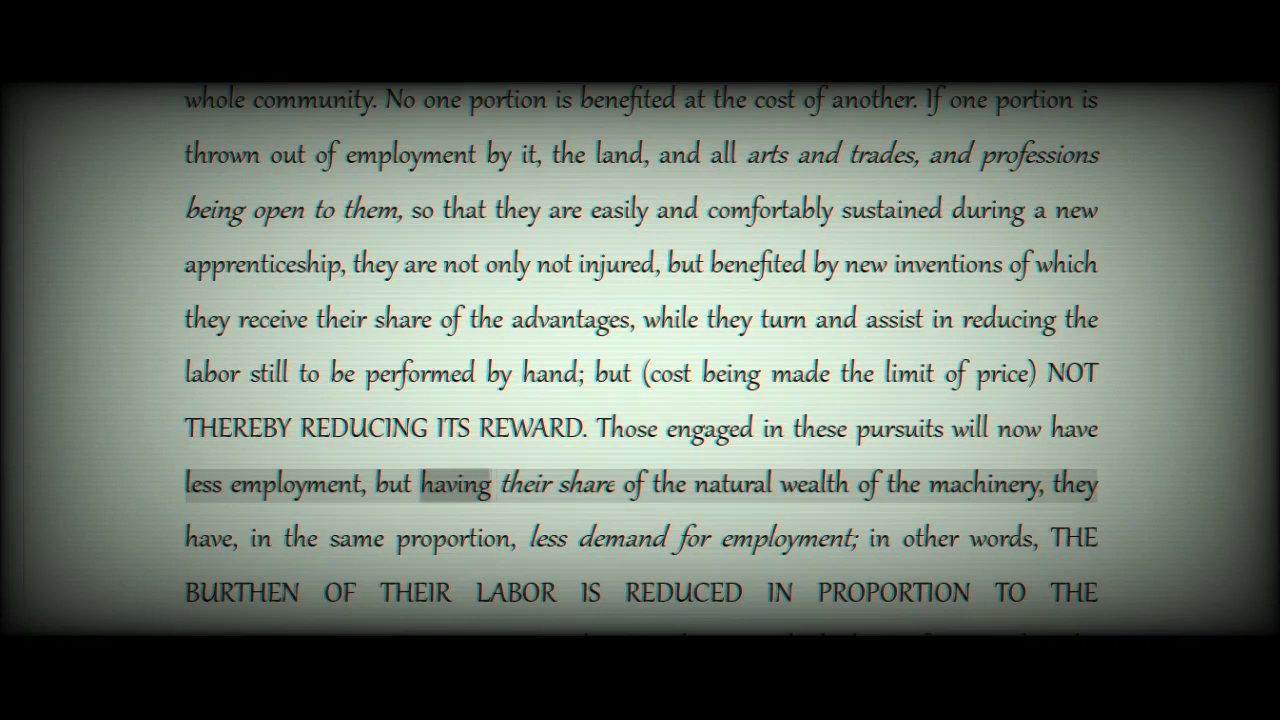 whole community. No one portion is benefited at the cost of another. If one portion is
thrown out of employment by it, the land, and all arts and trades, and professions
being open to them, so that they are easily and comfortably sustained during a new
apprenticeship, they are not only not injured, but benefited by new inventions of which
they receive their share of the advantages, while they turn and assist in reducing the
labor still to be performed by hand; but (cost being made the limit of price) NOT
THEREBY REDUCING ITS REWARD. Those engaged in these pursuits will now have
less employment, but having their share of the natural wealth of the machinery, they
have, in the same proportion, less demand for employment; in other words, THE
BURTHEN OF THEIR LABOR IS REDUCED IN PROPORTION TO THE